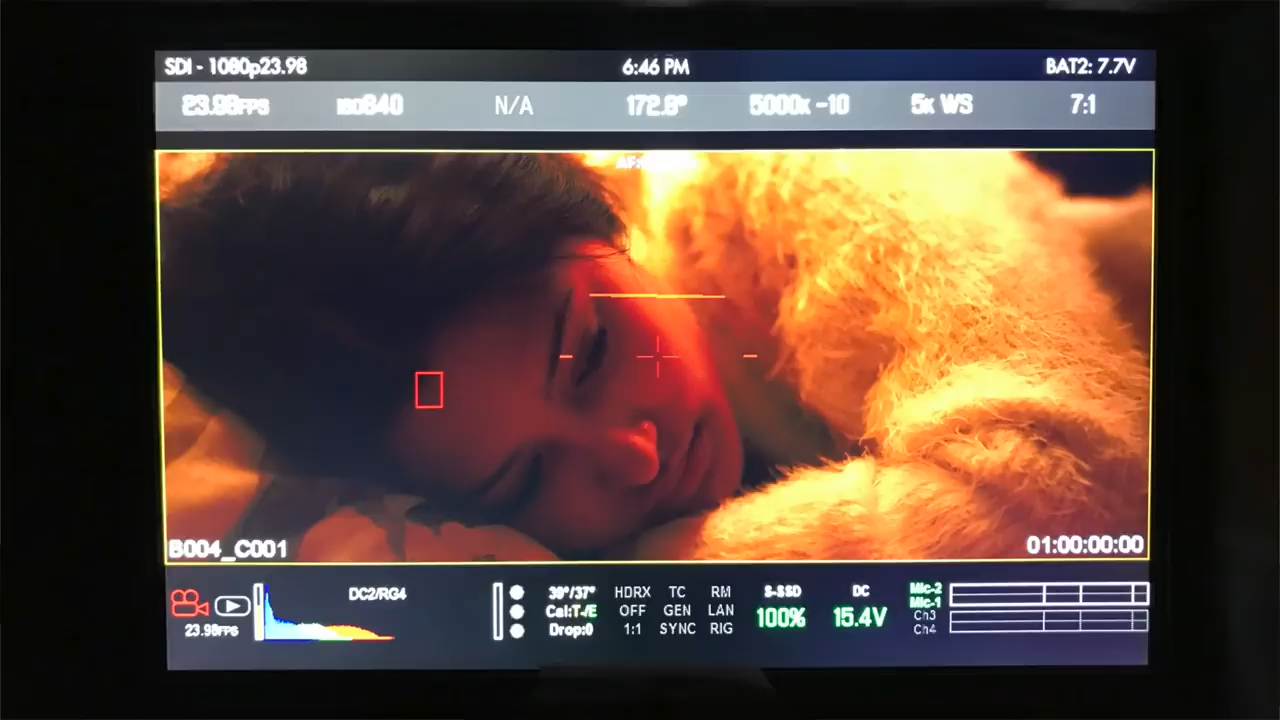 SDI - 1080p23.98 6:46 PM BAT2: 7.7V
23.98FPS ISO640 N/A 172.8° 5000K -10 5K WS 7:1
AF:
B004_C001 01:00:00:00
DC2/RG4 30°/37° HDRX TC RM S-SSD DC Mic-2
Mic-1
Cal:T-/E OFF GEN LAN 100% 15.4V Ch3
23.98FPS Drop:0 1:1 SYNC RIG Ch4